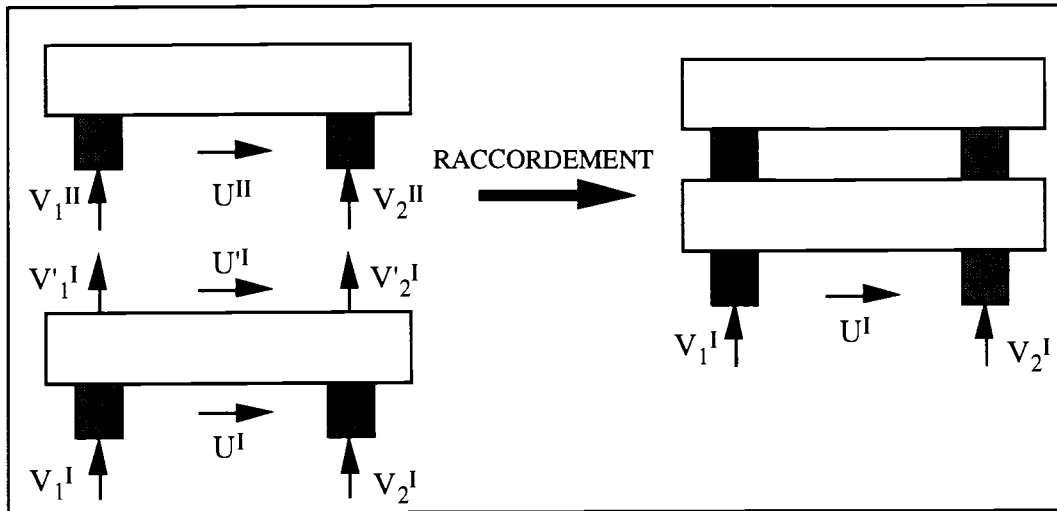 V₁ᴵᴵ Uᴵᴵ V₂ᴵᴵ
V'₁ᴵ U'ᴵ V'₂ᴵ
V₁ᴵ Uᴵ V₂ᴵ
RACCORDEMENT
V₁ᴵ Uᴵ V₂ᴵ